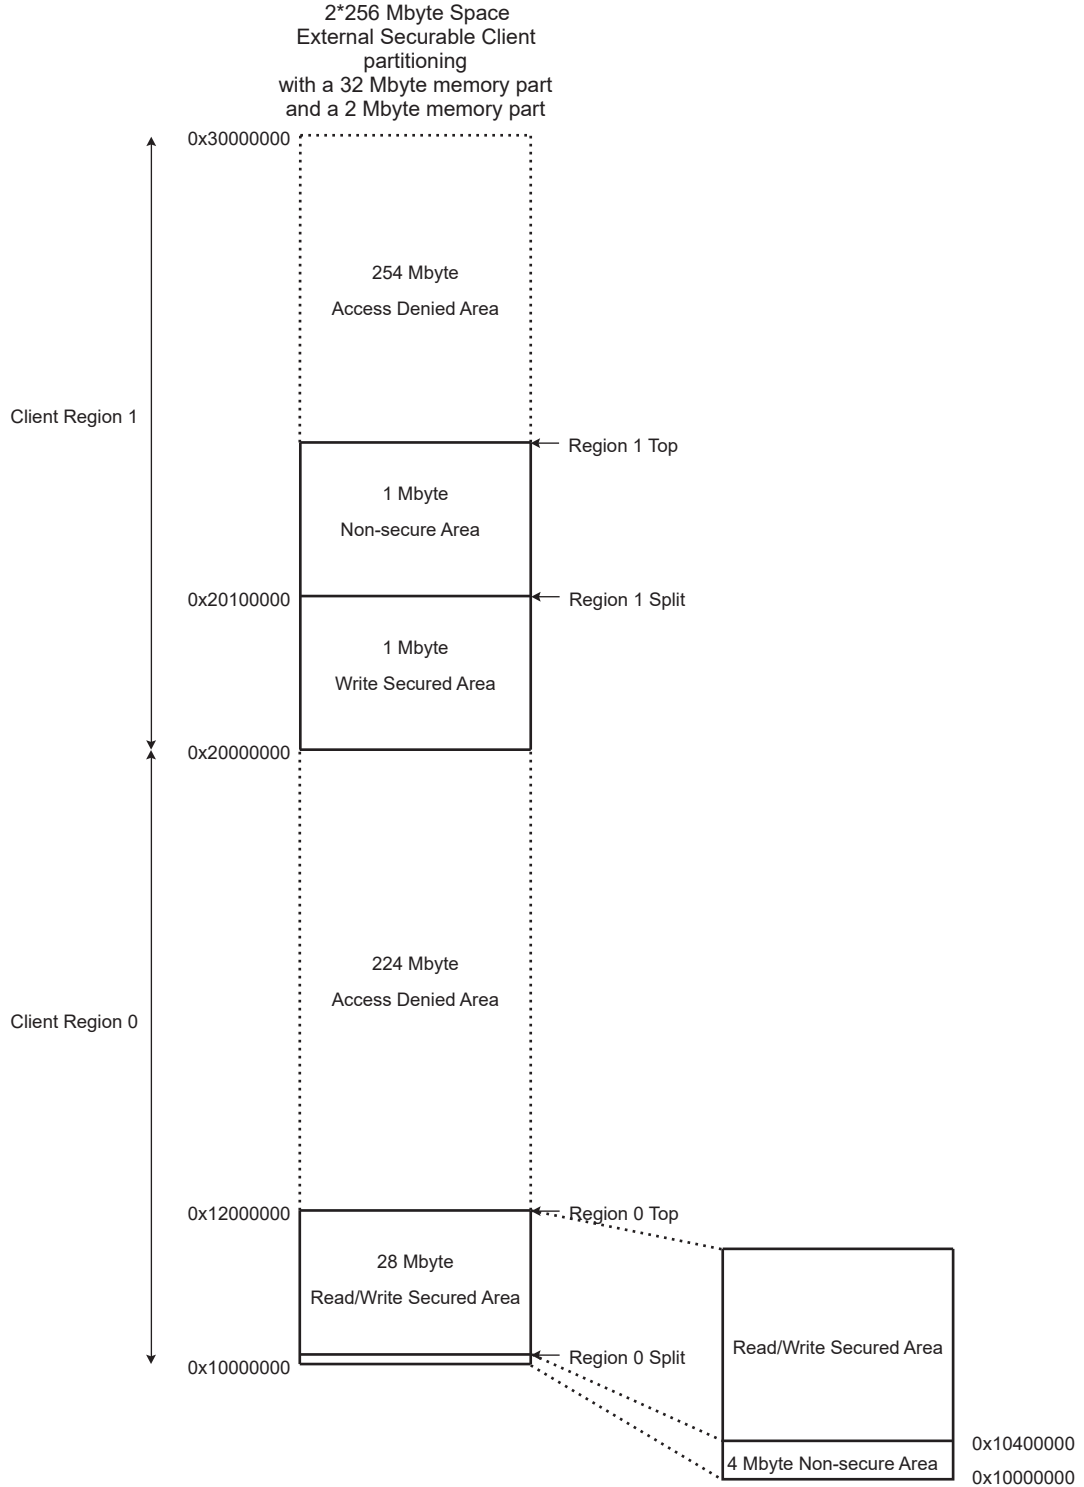 2*256 Mbyte Space
External Securable Client
partitioning
with a 32 Mbyte memory part
and a 2 Mbyte memory part
0x30000000
254 Mbyte
Access Denied Area
Client Region 1
Region 1 Top
1 Mbyte
Non-secure Area
0x20100000
Region 1 Split
1 Mbyte
Write Secured Area
0x20000000
224 Mbyte
Access Denied Area
Client Region 0
0x12000000
Region 0 Top
28 Mbyte
Read/Write Secured Area
Read/Write Secured Area
Region 0 Split
0x10000000
0x10400000
4 Mbyte Non-secure Area
0x10000000